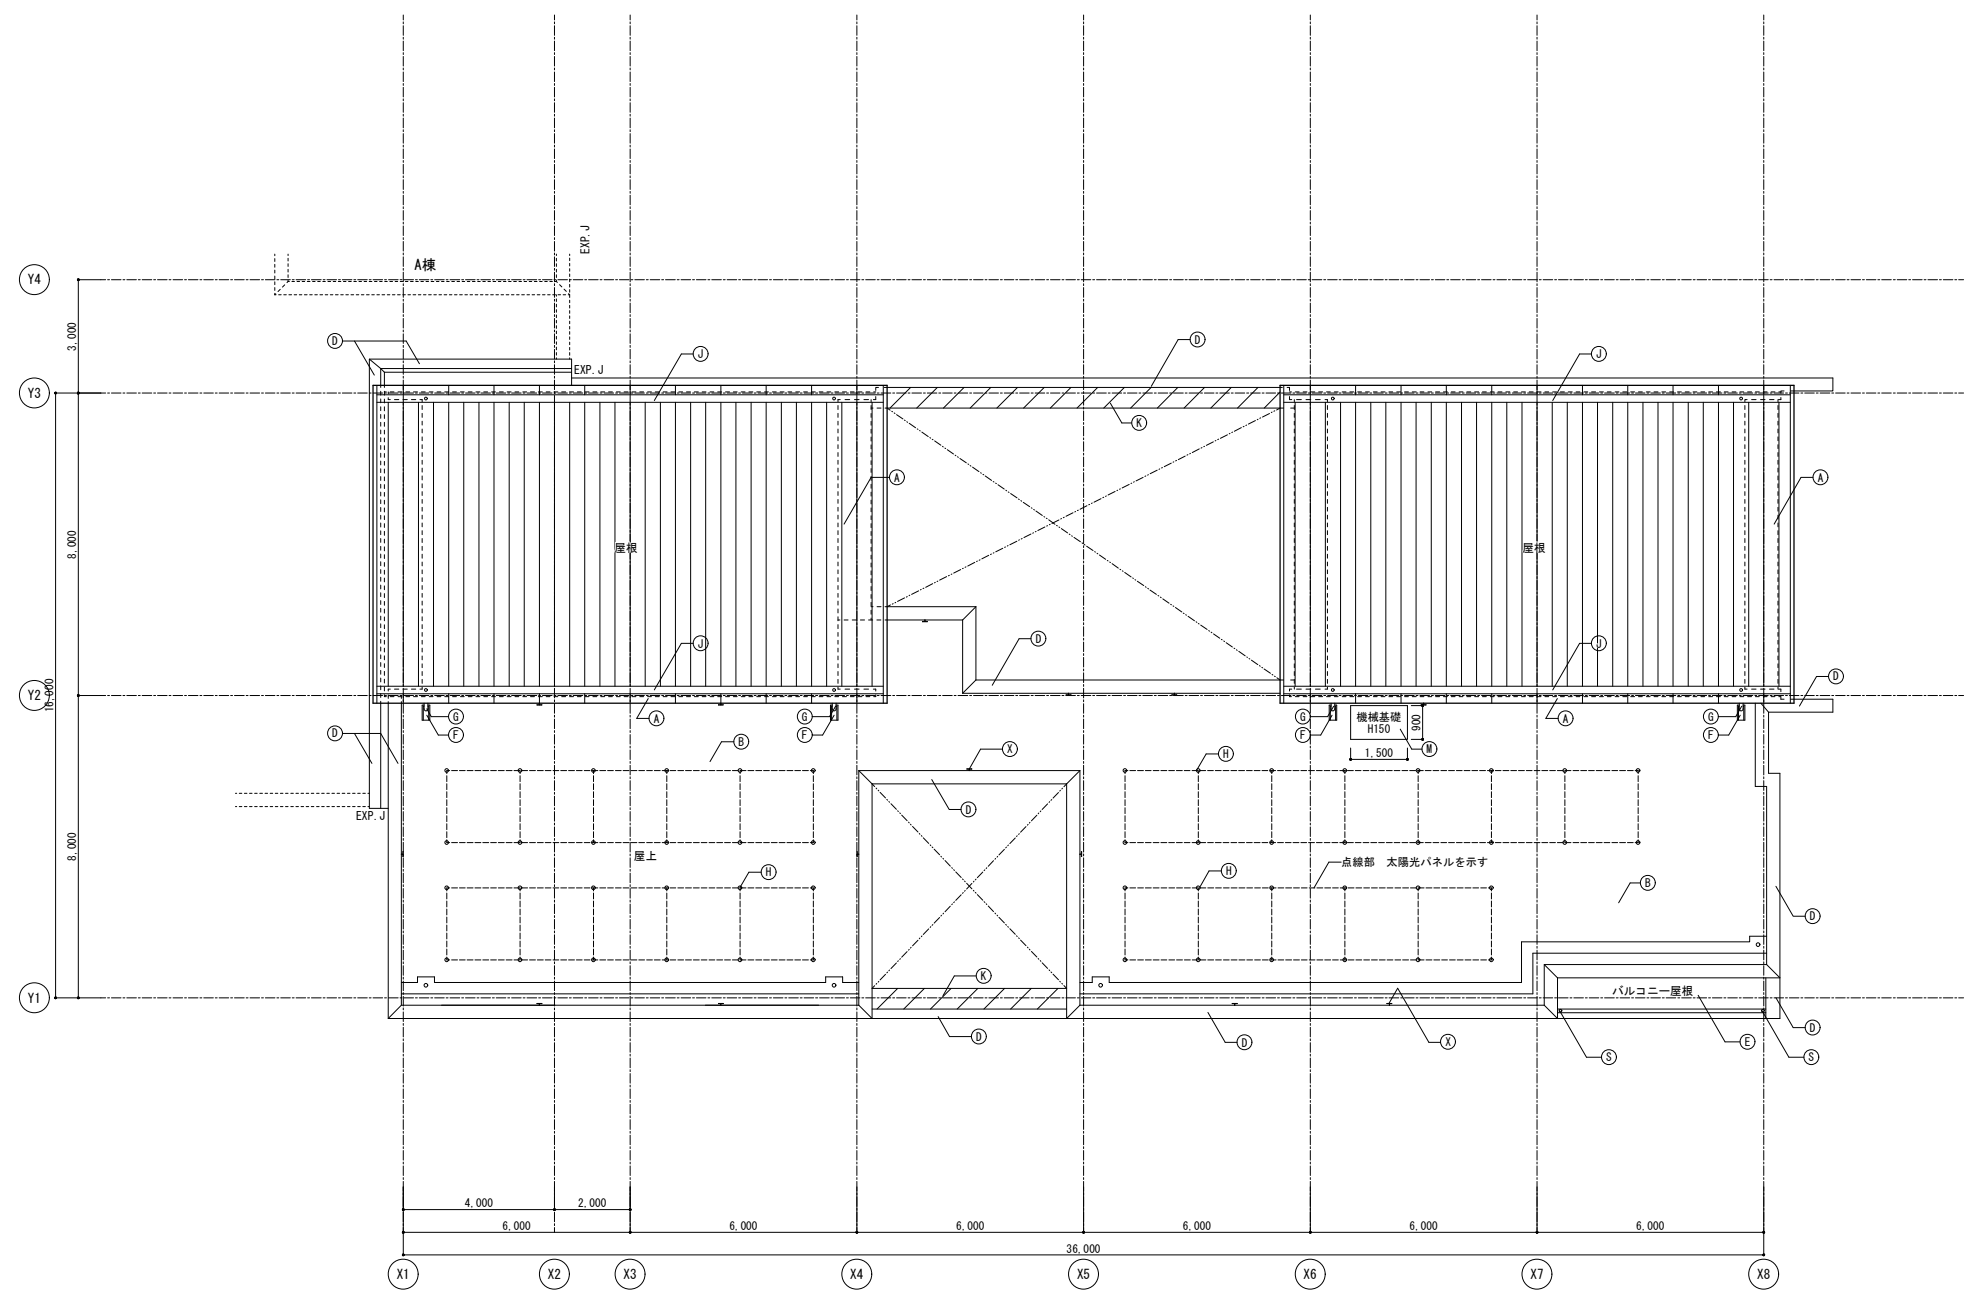 EXP. J
A棟
Y4
3,000
D
D
EXP. J
J
J
Y3
K
A
A
屋根
屋根
8,000
D
J
J
D
Y2
16,000
G
G
G
機械基礎
G
A
A
F
F
F
H150
900
F
D
B
X
H
M
1,500
D
EXP. J
8,000
屋上
点線部　太陽光パネルを示す
H
H
B
D
K
Y1
バルコニー屋根
D
D
D
X
E
S
S
4,000
2,000
6,000
6,000
6,000
6,000
6,000
6,000
36,000
X1
X2
X3
X4
X5
X6
X7
X8